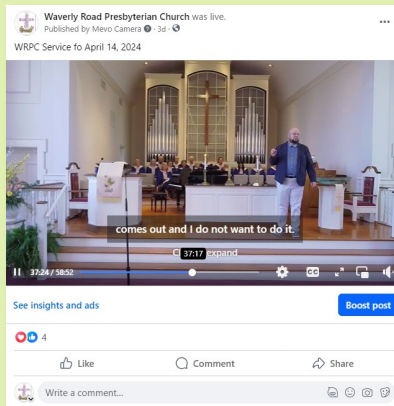 Waverly Road Presbyterian Church was live.
Published by Mevo Camera · 3d ·
WRPC Service fo April 14, 2024
comes out and I do not want to do it.
37:17
expand
37:24 / 58:52
CC
See insights and ads
Boost post
4
Like
Comment
Share
Write a comment...